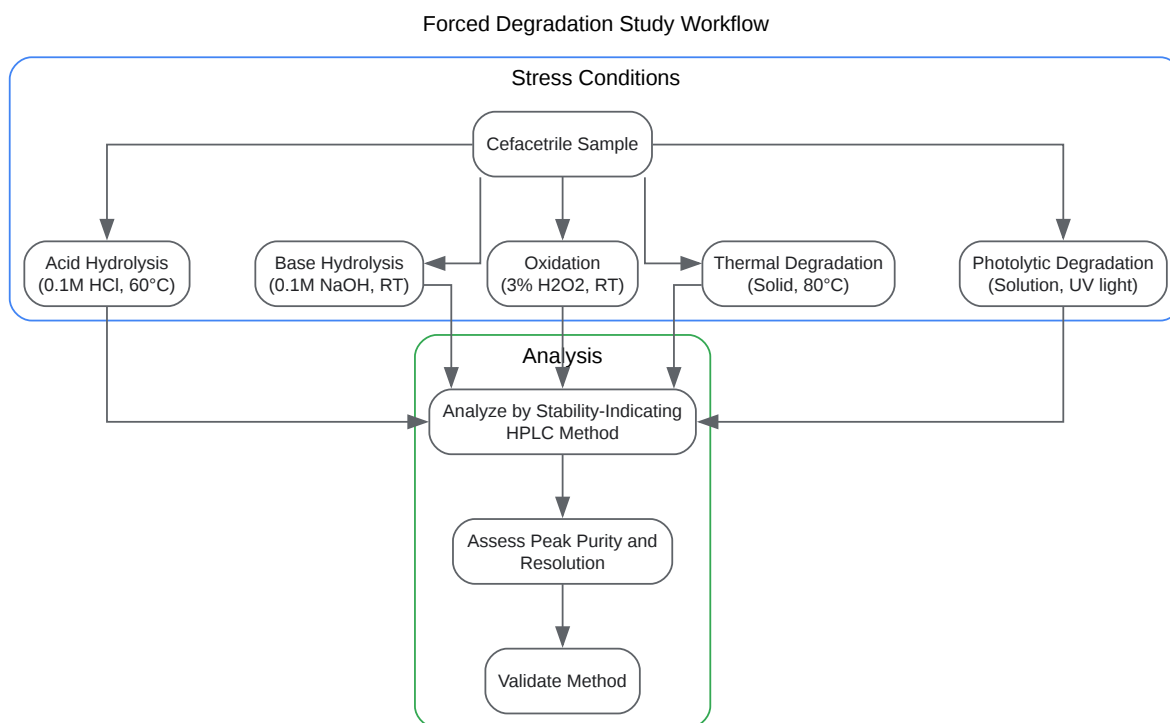 Forced Degradation Study Workflow
Stress Conditions
Cefacetrile Sample
Acid Hydrolysis
(0.1M HCl, 60°C)
Base Hydrolysis
(0.1M NaOH, RT)
Oxidation
(3% H2O2, RT)
Thermal Degradation
(Solid, 80°C)
Photolytic Degradation
(Solution, UV light)
Analysis
Analyze by Stability-Indicating
HPLC Method
Assess Peak Purity and
Resolution
Validate Method